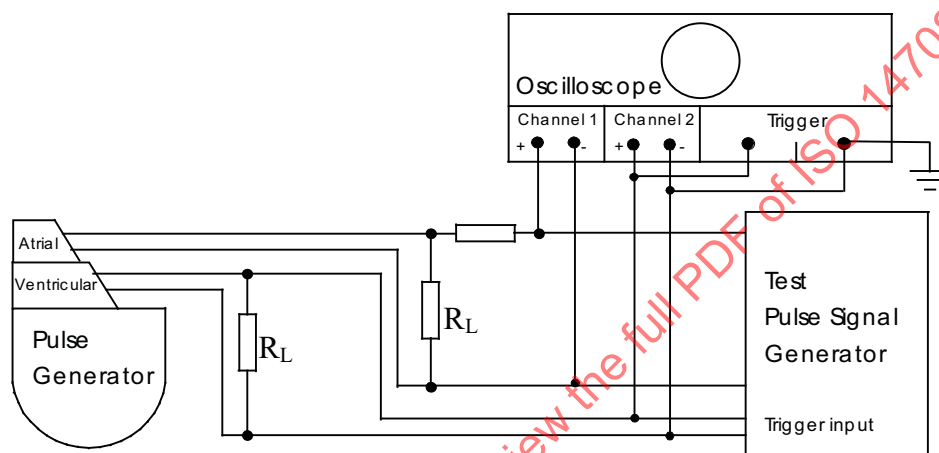 Oscilloscope
Channel 1
Channel 2
Trigger
+
-
+
-
Atrial
Ventricular
Pulse
Generator
RL
RL
Test
Pulse Signal
Generator
Trigger input
view the full PDF of ISO